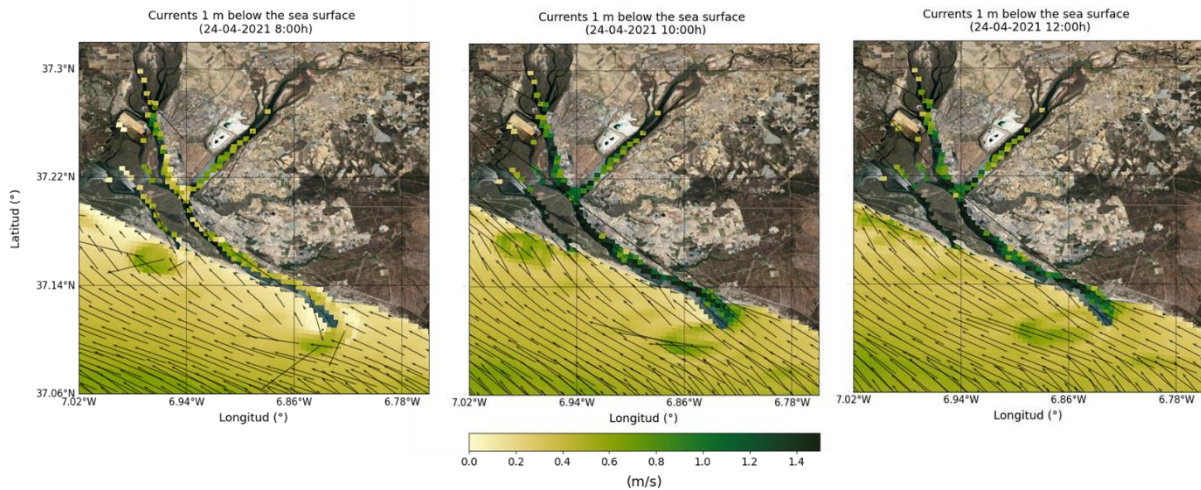 Currents 1 m below the sea surface
(24-04-2021 8:00h)
Currents 1 m below the sea surface
(24-04-2021 10:00h)
Currents 1 m below the sea surface
(24-04-2021 12:00h)
Latitud (°)
37.3°N
37.22°N
37.14°N
37.06°N
7.02°W 6.94°W 6.86°W 6.78°W
7.02°W 6.94°W 6.86°W 6.78°W
7.02°W 6.94°W 6.86°W 6.78°W
Longitud (°)
Longitud (°)
Longitud (°)
0.0 0.2 0.4 0.6 0.8 1.0 1.2 1.4
(m/s)